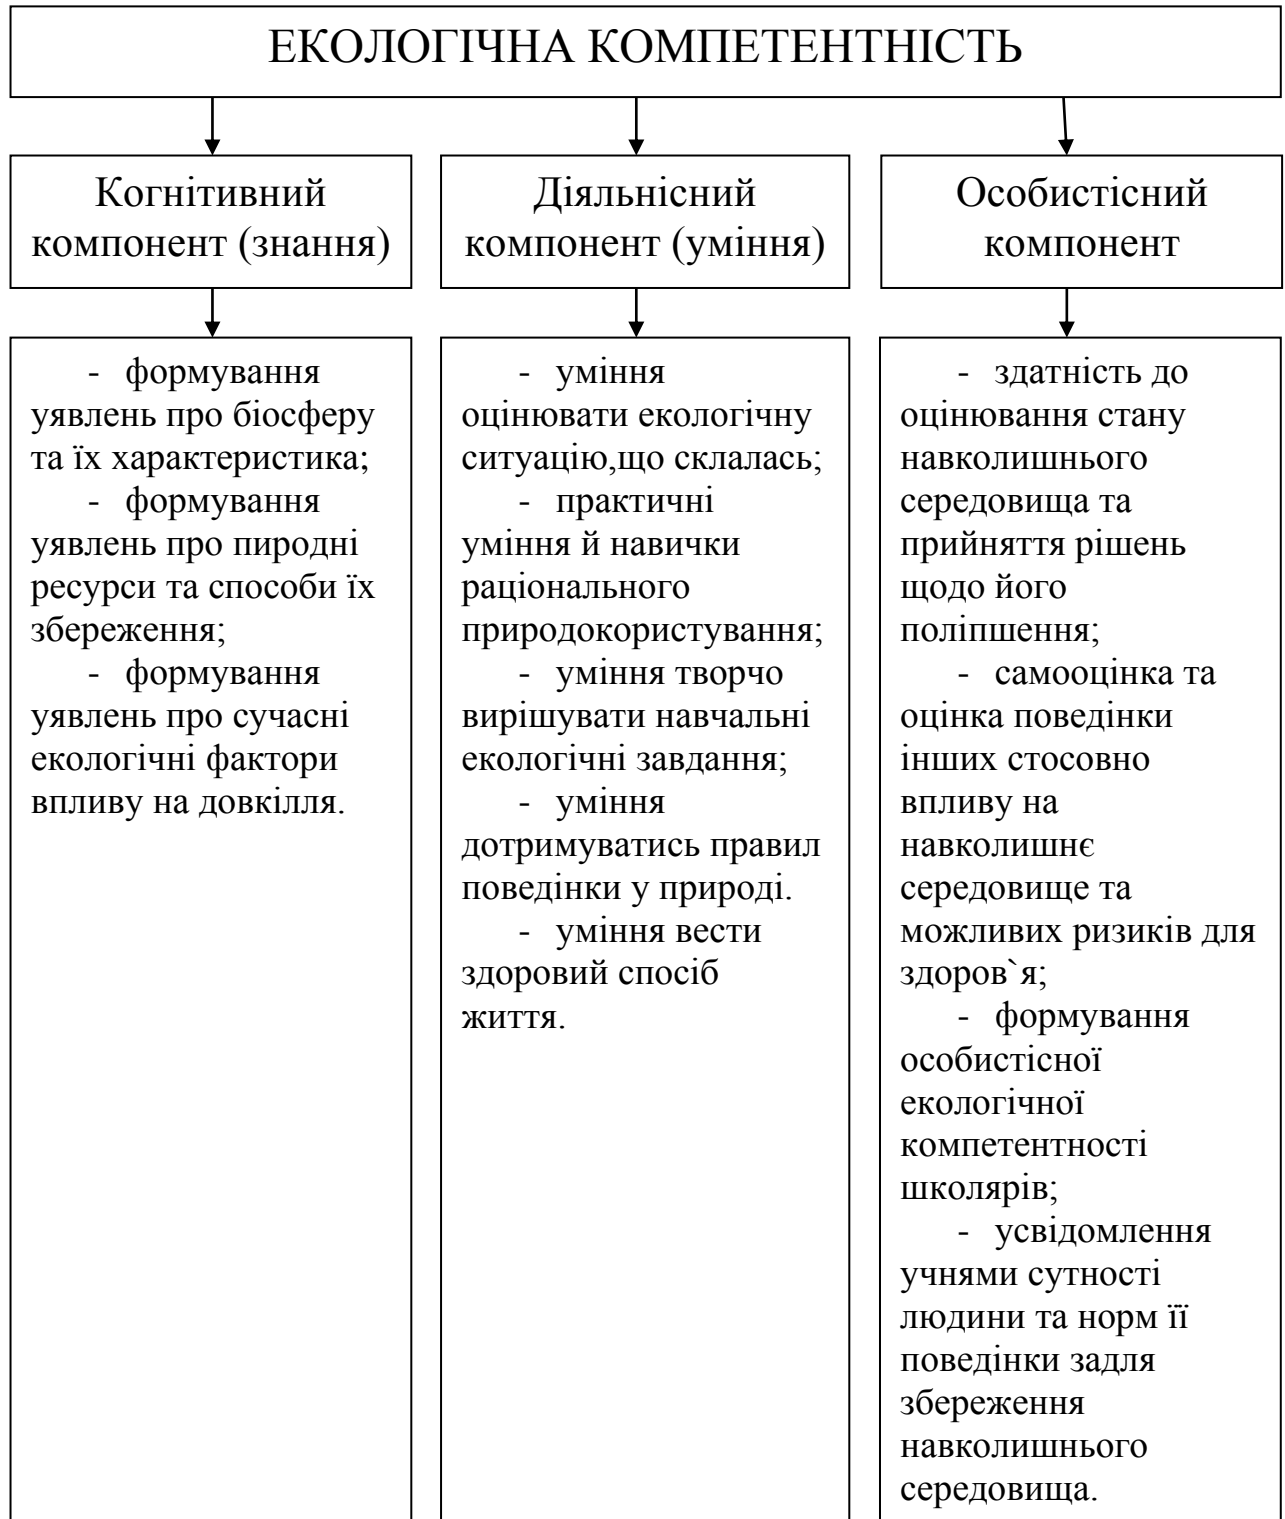 ЕКОЛОГІЧНА КОМПЕТЕНТНІСТЬ
Когнітивний
компонент (знання)
Діяльнісний
компонент (уміння)
Особистісний
компонент
- формування
уявлень про біосферу
та їх характеристика;
- формування
уявлень про пиродні
ресурси та способи їх
збереження;
- формування
уявлень про сучасні
екологічні фактори
впливу на довкілля.
- уміння
оцінювати екологічну
ситуацію,що склалась;
- практичні
уміння й навички
раціонального
природокористування;
- уміння творчо
вирішувати навчальні
екологічні завдання;
- уміння
дотримуватись правил
поведінки у природі.
- уміння вести
здоровий спосіб
життя.
- здатність до
оцінювання стану
навколишнього
середовища та
прийняття рішень
щодо його
поліпшення;
- самооцінка та
оцінка поведінки
інших стосовно
впливу на
навколишнє
середовище та
можливих ризиків для
здоров`я;
- формування
особистісної
екологічної
компетентності
школярів;
- усвідомлення
учнями сутності
людини та норм її
поведінки задля
збереження
навколишнього
середовища.